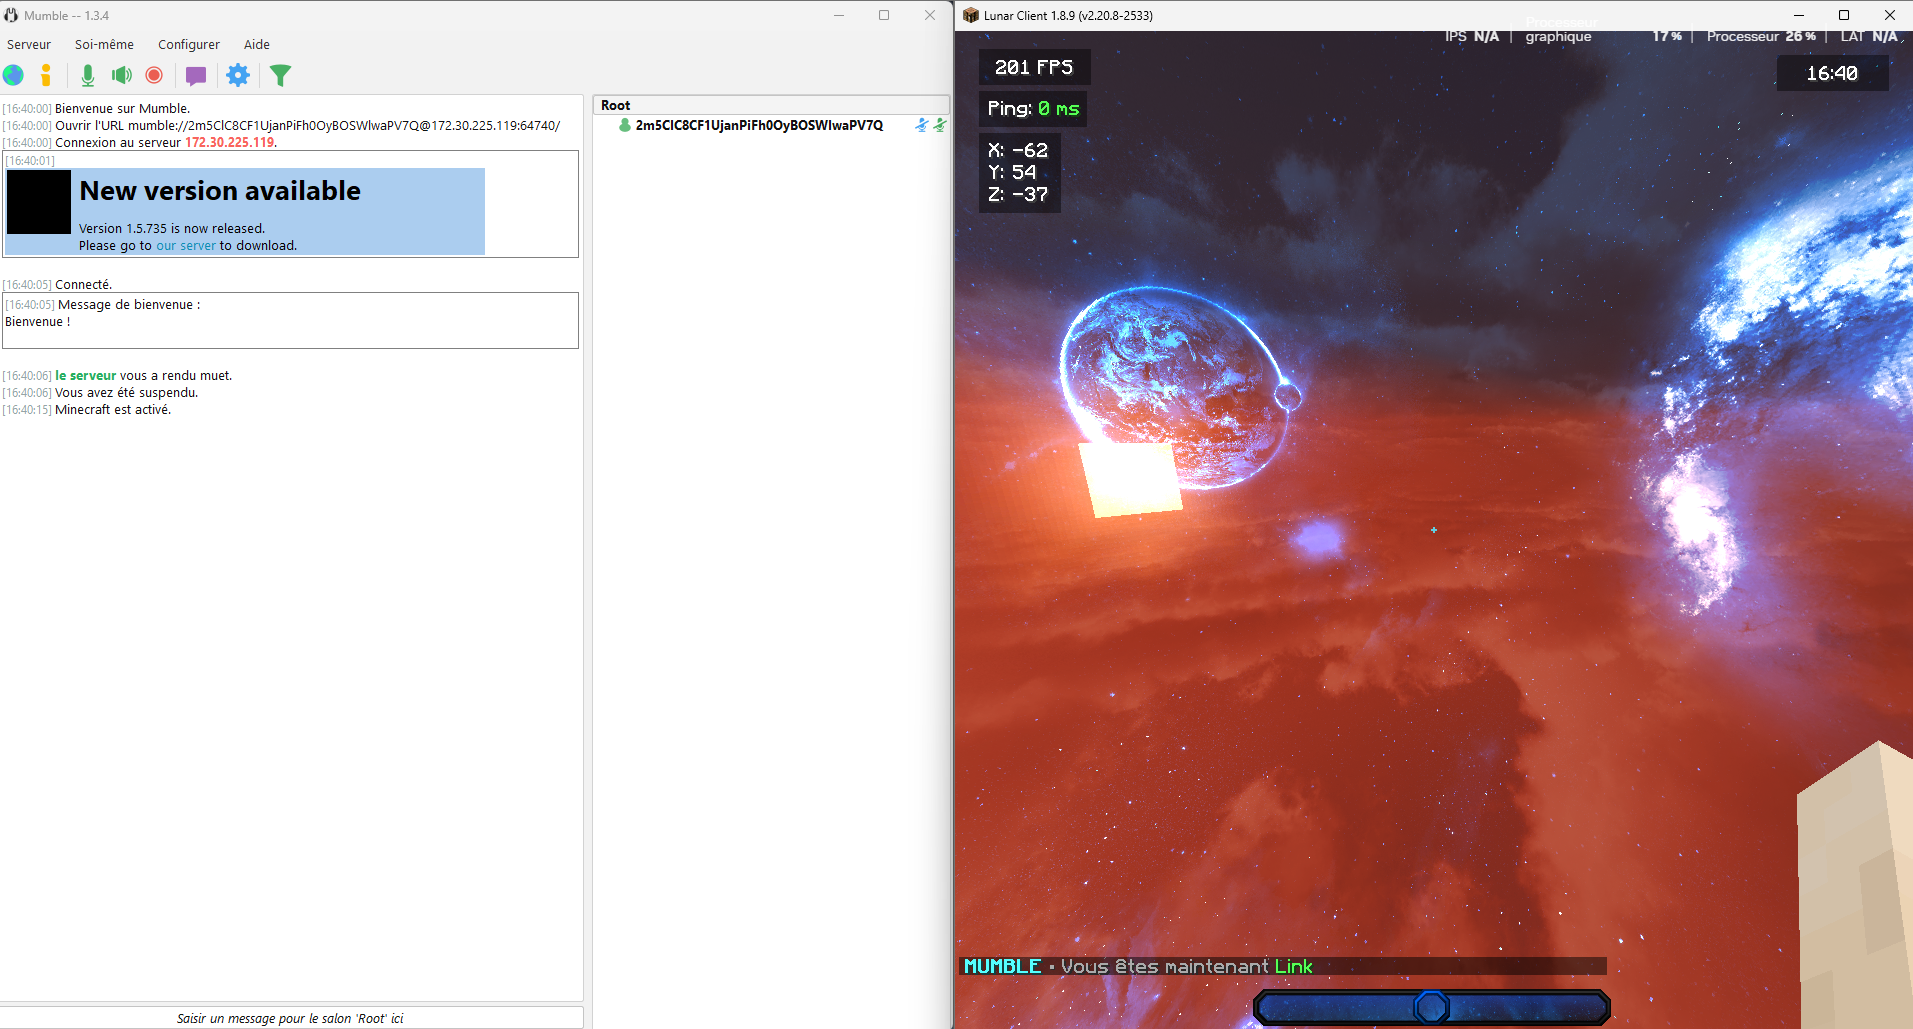 Mumble -- 1.3.4
Serveur Soi-même Configurer Aide
[16:40:00] Bienvenue sur Mumble.
[16:40:00] Ouvrir l'URL mumble://2m5ClC8CF1UjanPiFh0OyBOSWlwaPV7Q@172.30.225.119:64740/
[16:40:00] Connexion au serveur 172.30.225.119.
[16:40:01]
New version available
Version 1.5.735 is now released.
Please go to our server to download.
[16:40:05] Connecté.
[16:40:05] Message de bienvenue :
Bienvenue !
[16:40:06] le serveur vous a rendu muet.
[16:40:06] Vous avez été suspendu.
[16:40:15] Minecraft est activé.
Saisir un message pour le salon 'Root' ici
Root
2m5ClC8CF1UjanPiFh0OyBOSWlwaPV7Q
Lunar Client 1.8.9 (v2.20.8-2533)
IPS N/A | Processeur graphique 17 % | Processeur 26 % | LAT N/A
201 FPS
16:40
Ping: 0 ms
X: -62
Y: 54
Z: -37
MUMBLE • Vous êtes maintenant Link